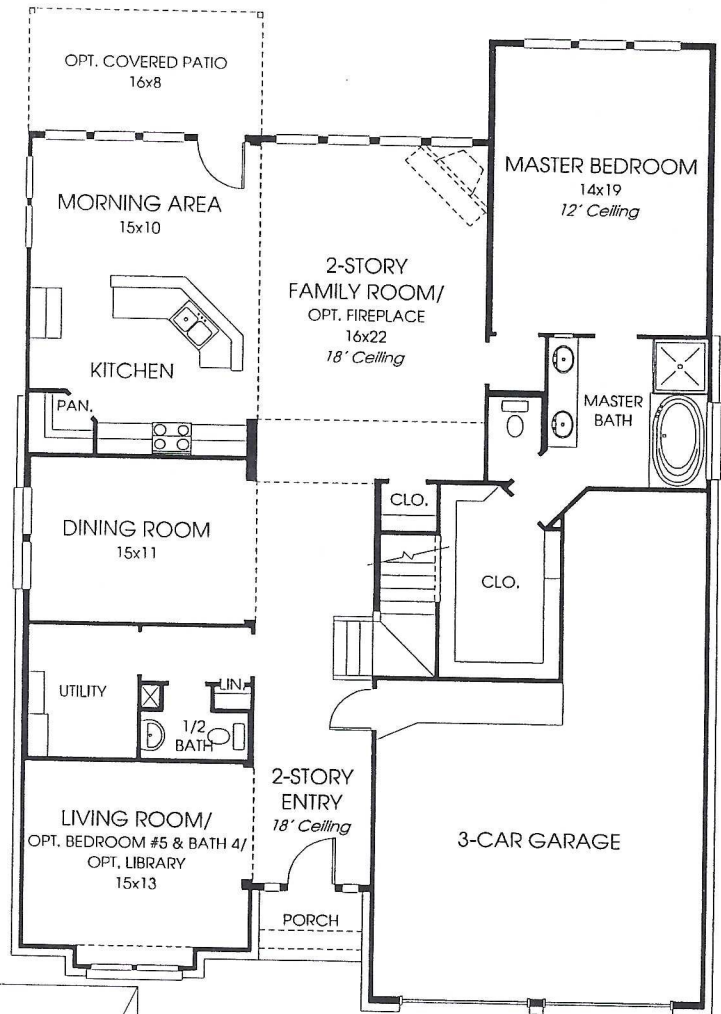 OPT. COVERED PATIO
16x8
MASTER BEDROOM
14x19
12' Ceiling
MORNING AREA
15x10
2-STORY
FAMILY ROOM/
OPT. FIREPLACE
16x22
18' Ceiling
KITCHEN
PAN.
MASTER
BATH
CLO.
DINING ROOM
15x11
CLO.
UTILITY
LIN.
1/2
BATH
2-STORY
ENTRY
18' Ceiling
LIVING ROOM/
OPT. BEDROOM #5 & BATH 4/
OPT. LIBRARY
15x13
3-CAR GARAGE
PORCH